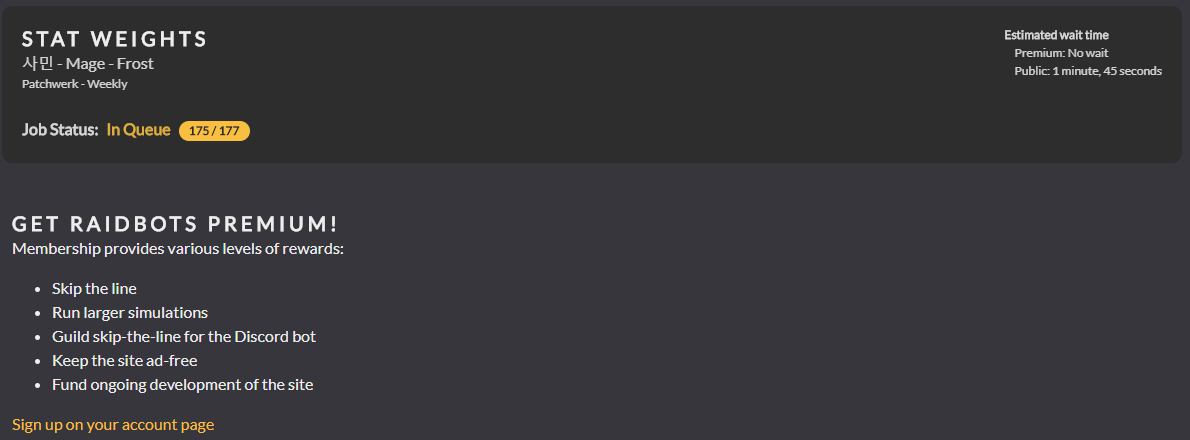 STAT WEIGHTS
사민 - Mage - Frost
Patchwerk - Weekly
Job Status: In Queue 175 / 177
Estimated wait time
Premium: No wait
Public: 1 minute, 45 seconds
GET RAIDBOTS PREMIUM!
Membership provides various levels of rewards:
• Skip the line
• Run larger simulations
• Guild skip-the-line for the Discord bot
• Keep the site ad-free
• Fund ongoing development of the site
Sign up on your account page